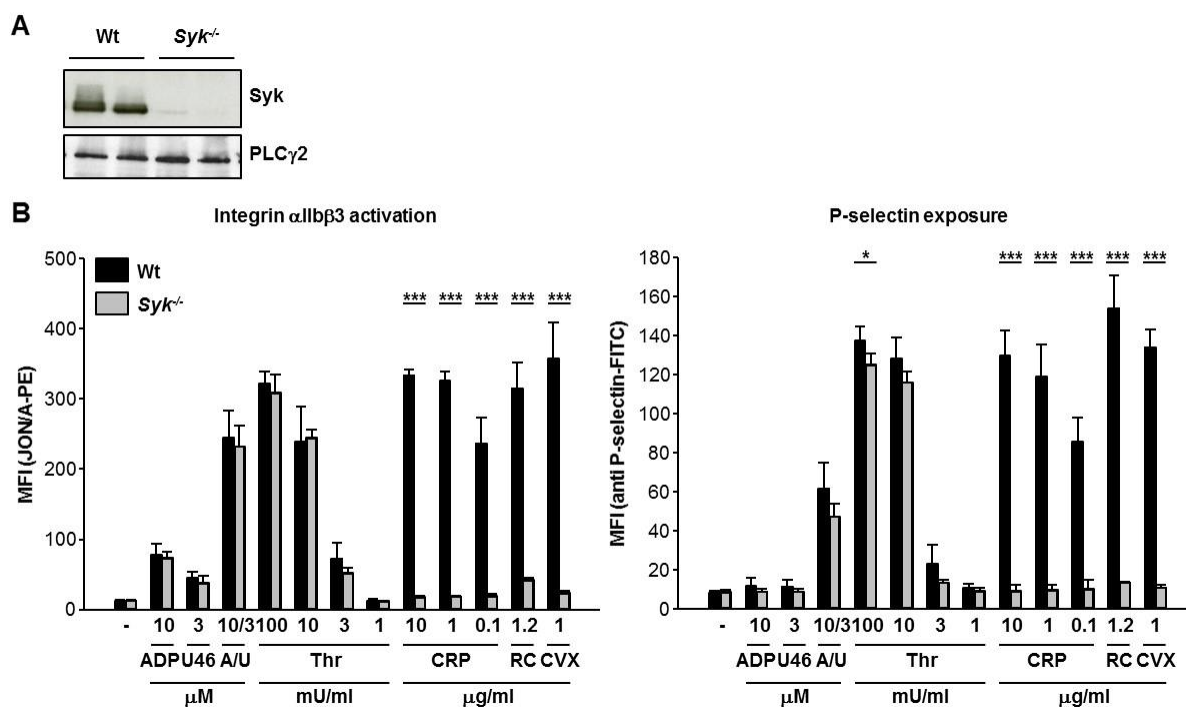 A
Wt Syk-/-
Syk
PLCγ2
B
Integrin αIIbβ3 activation
500
400
300
200
100
0
MFI (JON/A-PE)
Wt
Syk-/-
*** *** *** *** ***
- 10 3 10/3 100 10 3 1 10 1 0.1 1.2 1
ADP U46 A/U Thr CRP RC CVX
μM mU/ml μg/ml
P-selectin exposure
180
160
140
120
100
80
60
40
20
0
MFI (anti P-selectin-FITC)
* *** *** *** *** ***
- 10 3 10/3 100 10 3 1 10 1 0.1 1.2 1
ADP U46 A/U Thr CRP RC CVX
μM mU/ml μg/ml